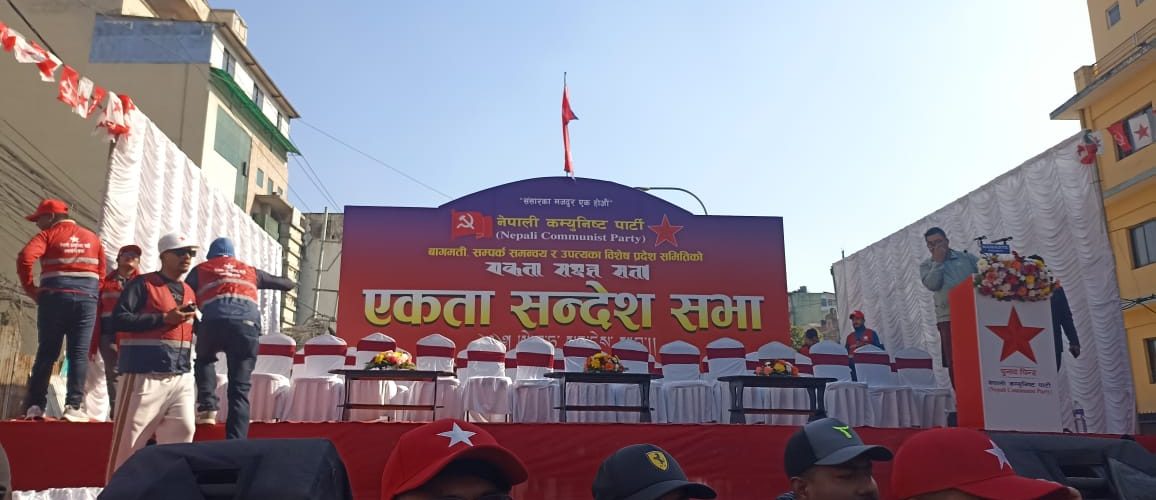 "संसारका मजदुर एक होऔं"
नेपाली कम्युनिष्ट पार्टी
(Nepali Communist Party)
बागमती, सम्पर्क समन्वय र उपत्यका विशेष प्रदेश समितिको
एकता सन्देश सभा
चुनाव चिन्ह
नेपाली कम्युनिष्ट पार्टी
(Nepali Communist Party)